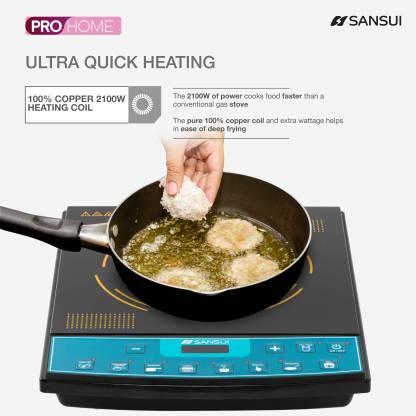 PRO HOME
SANSUI
ULTRA QUICK HEATING
100% COPPER 2100W
HEATING COIL
The 2100W of power cooks food faster than a
conventional gas stove
The pure 100% copper coil and extra wattage helps
in ease of deep frying
SANSUI